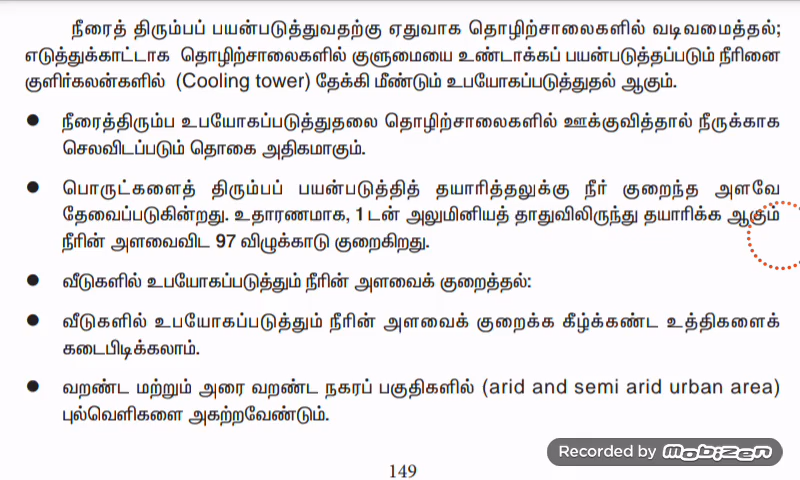 நீரைத் திரும்பப் பயன்படுத்துவதற்கு ஏதுவாக தொழிற்சாலைகளில் வடிவமைத்தல்;
எடுத்துக்காட்டாக தொழிற்சாலைகளில் குளுமையை உண்டாக்கப் பயன்படுத்தப்படும் நீரினை
குளிர்கலன்களில் (Cooling tower) தேக்கி மீண்டும் உபயோகப்படுத்துதல் ஆகும்.
● நீரைத்திரும்ப உபயோகப்படுத்துதலை தொழிற்சாலைகளில் ஊக்குவித்தால் நீருக்காக
செலவிடப்படும் தொகை அதிகமாகும்.
● பொருட்களைத் திரும்பப் பயன்படுத்தித் தயாரித்தலுக்கு நீர் குறைந்த அளவே
தேவைப்படுகின்றது. உதாரணமாக, 1 டன் அலுமினியத் தாதுவிலிருந்து தயாரிக்க ஆகும்
நீரின் அளவைவிட 97 விழுக்காடு குறைகிறது.
● வீடுகளில் உபயோகப்படுத்தும் நீரின் அளவைக் குறைத்தல்:
● வீடுகளில் உபயோகப்படுத்தும் நீரின் அளவைக் குறைக்க கீழ்க்கண்ட உத்திகளைக்
கடைபிடிக்கலாம்.
● வறண்ட மற்றும் அரை வறண்ட நகரப் பகுதிகளில் (arid and semi arid urban area)
புல்வெளிகளை அகற்றவேண்டும்.
Recorded by MOBIZEN
149